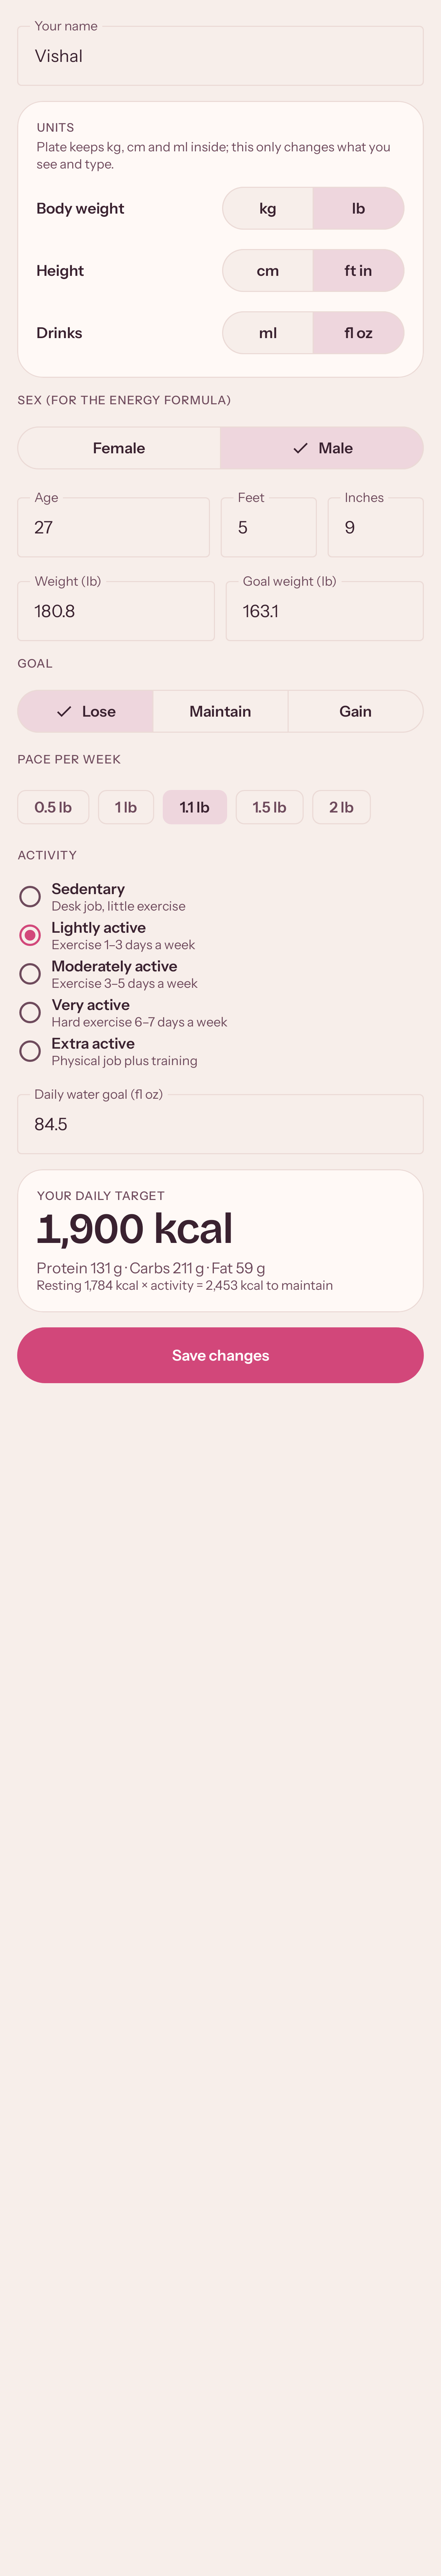 Your name
Vishal
UNITS
Plate keeps kg, cm and ml inside; this only changes what you
see and type.
Body weight kg lb
Height cm ft in
Drinks ml fl oz
SEX (FOR THE ENERGY FORMULA)
Female Male
Age Feet Inches
27 5 9
Weight (lb) Goal weight (lb)
180.8 163.1
GOAL
Lose Maintain Gain
PACE PER WEEK
0.5 lb 1 lb 1.1 lb 1.5 lb 2 lb
ACTIVITY
Sedentary
Desk job, little exercise
Lightly active
Exercise 1–3 days a week
Moderately active
Exercise 3–5 days a week
Very active
Hard exercise 6–7 days a week
Extra active
Physical job plus training
Daily water goal (fl oz)
84.5
YOUR DAILY TARGET
1,900 kcal
Protein 131 g · Carbs 211 g · Fat 59 g
Resting 1,784 kcal × activity = 2,453 kcal to maintain
Save changes